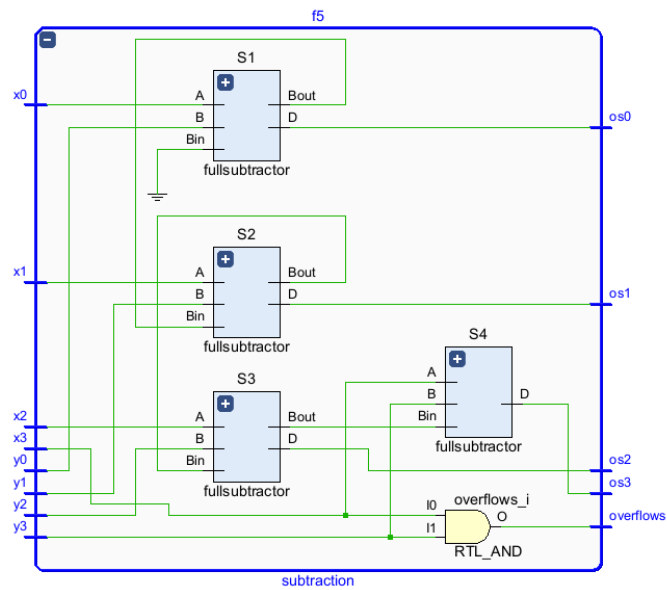 f5
S1
x0
A
Bout
B
D
os0
Bin
fullsubtractor
S2
x1
A
Bout
B
D
os1
Bin
fullsubtractor
S4
S3
A
B
D
x2
A
Bout
Bin
x3
B
D
fullsubtractor
y0
Bin
os2
y1
fullsubtractor
os3
y2
I0
overflows_i
O
overflows
y3
I1
RTL_AND
subtraction